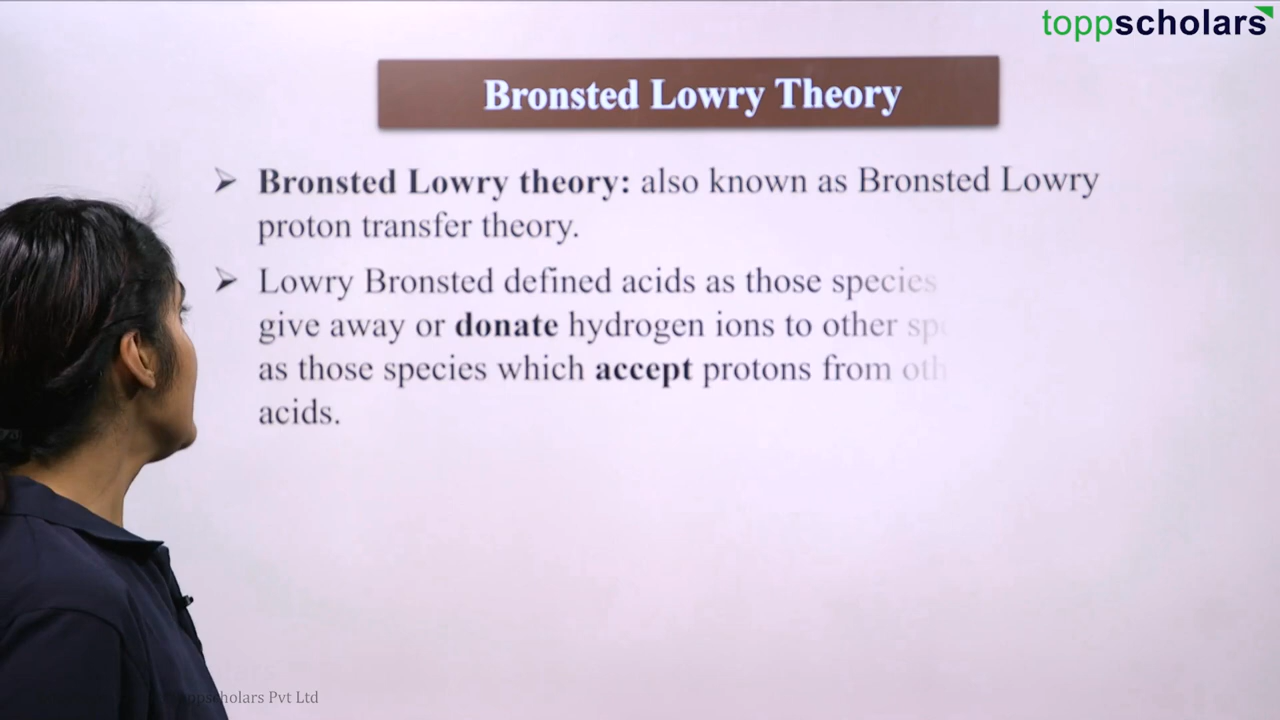 toppscholars
Bronsted Lowry Theory
➢ Bronsted Lowry theory: also known as Bronsted Lowry
proton transfer theory.
➢ Lowry Bronsted defined acids as those species
give away or donate hydrogen ions to other
as those species which accept protons from
acids.
Pvt Ltd